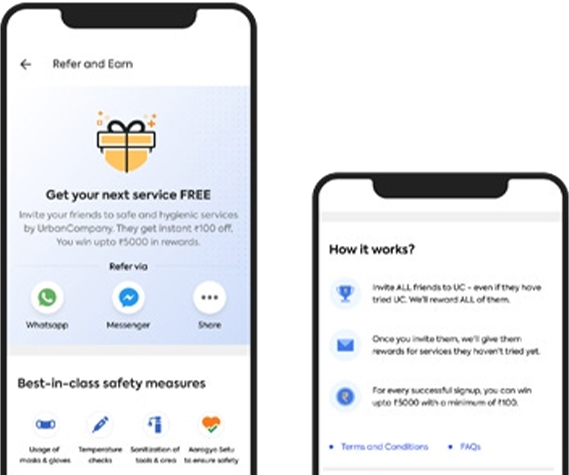 Refer and Earn
Get your next service FREE
Invite your friends to safe and hygienic services
by UrbanCompany. They get instant ₹100 off.
You win upto ₹5000 in rewards.
Refer via
Whatsapp
Messenger
Share
Best-in-class safety measures
Usage of
masks & gloves
Temperature
checks
Sanitization of
tools & area
Aarogya Setu
to ensure safety
How it works?
Invite ALL friends to UC - even if they have
tried UC. We'll reward ALL of them.
Once you invite them, we'll give them
rewards for services they haven't tried yet.
For every successful signup, you can win
upto ₹5000 with a minimum of ₹100.
Terms and Conditions
FAQs